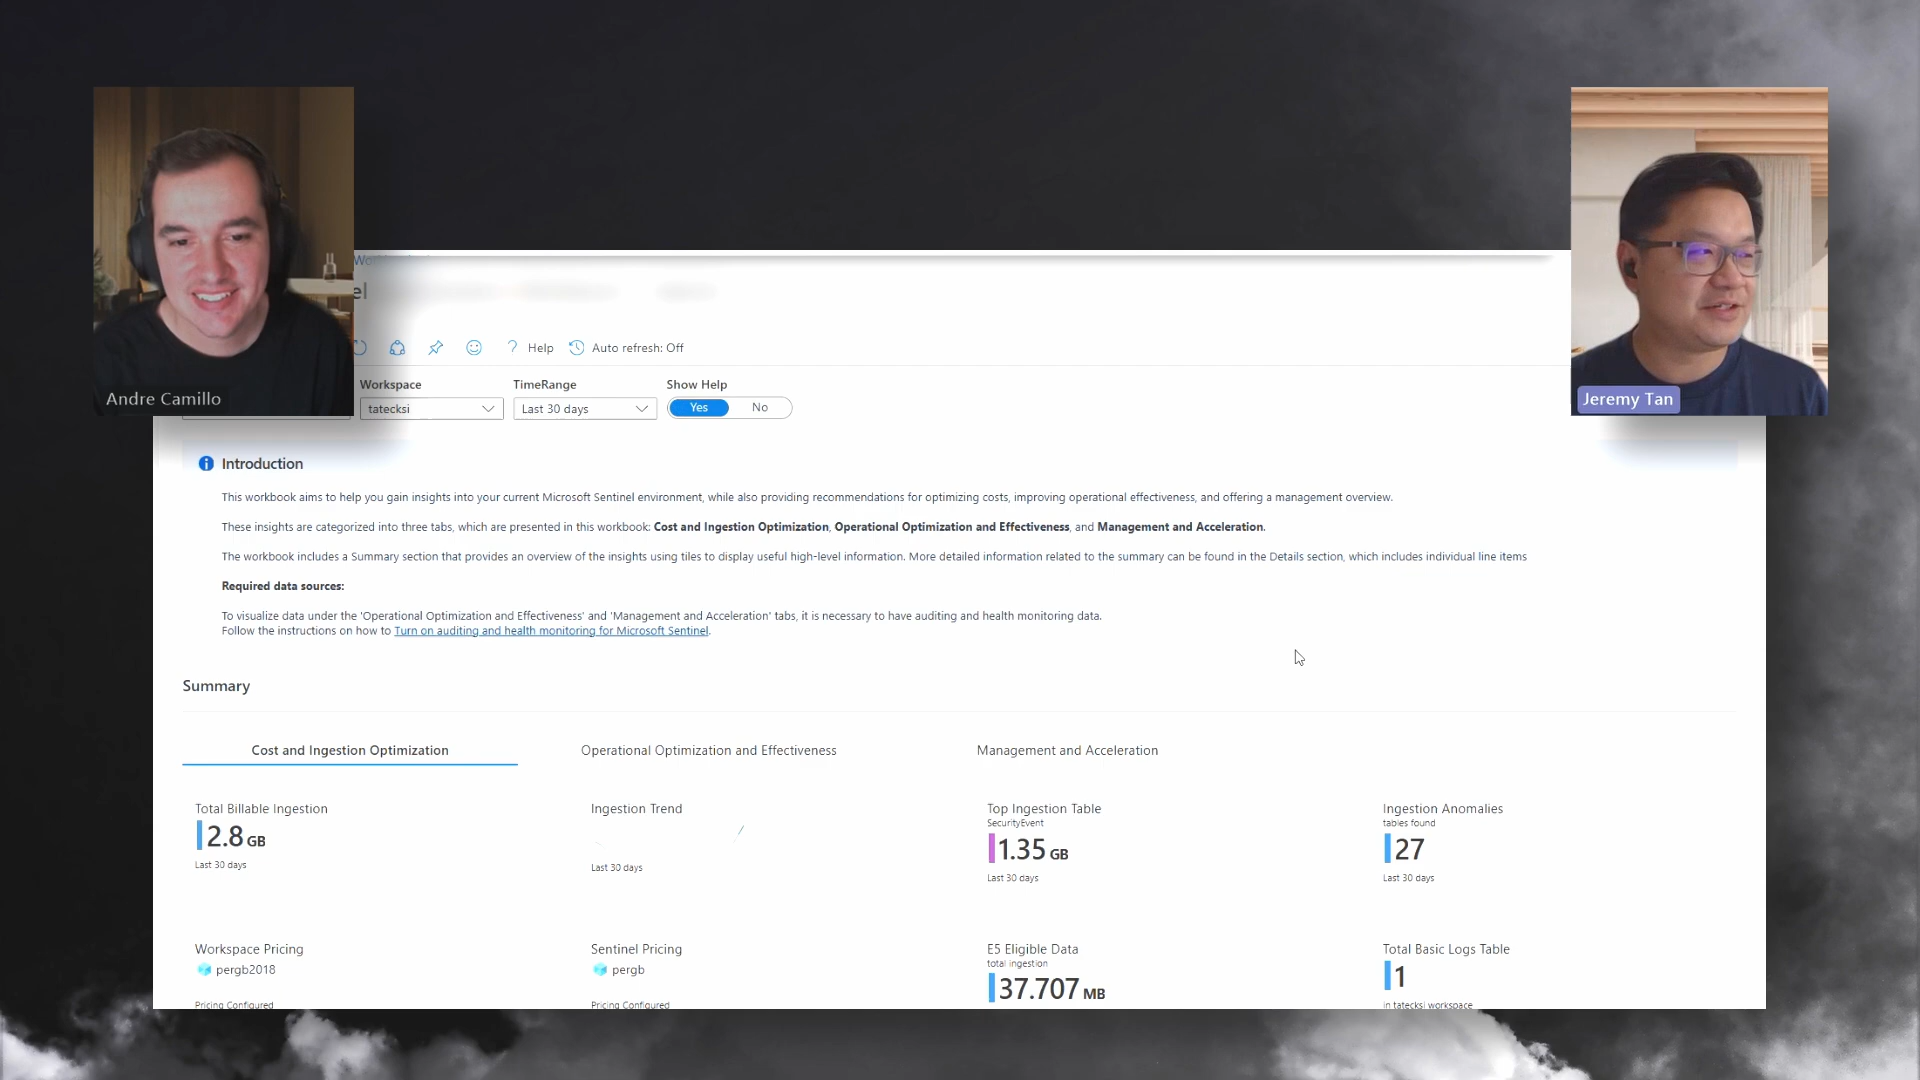 Andre Camillo
Jeremy Tan
el
Help
Auto refresh: Off
Workspace
TimeRange
Show Help
tatecksi
Last 30 days
Yes
No
Introduction
This workbook aims to help you gain insights into your current Microsoft Sentinel environment, while also providing recommendations for optimizing costs, improving operational effectiveness, and offering a management overview.
These insights are categorized into three tabs, which are presented in this workbook: Cost and Ingestion Optimization, Operational Optimization and Effectiveness, and Management and Acceleration.
The workbook includes a Summary section that provides an overview of the insights using tiles to display useful high-level information. More detailed information related to the summary can be found in the Details section, which includes individual line items
Required data sources:
To visualize data under the 'Operational Optimization and Effectiveness' and 'Management and Acceleration' tabs, it is necessary to have auditing and health monitoring data.
Follow the instructions on how to Turn on auditing and health monitoring for Microsoft Sentinel.
Summary
Cost and Ingestion Optimization
Operational Optimization and Effectiveness
Management and Acceleration
Total Billable Ingestion
2.8 GB
Last 30 days
Ingestion Trend
Last 30 days
Top Ingestion Table
SecurityEvent
1.35 GB
Last 30 days
Ingestion Anomalies
tables found
27
Last 30 days
Workspace Pricing
pergb2018
Pricing Configured
Sentinel Pricing
pergb
Pricing Configured
E5 Eligible Data
total ingestion
37.707 MB
Total Basic Logs Table
1
in tatecksi workspace